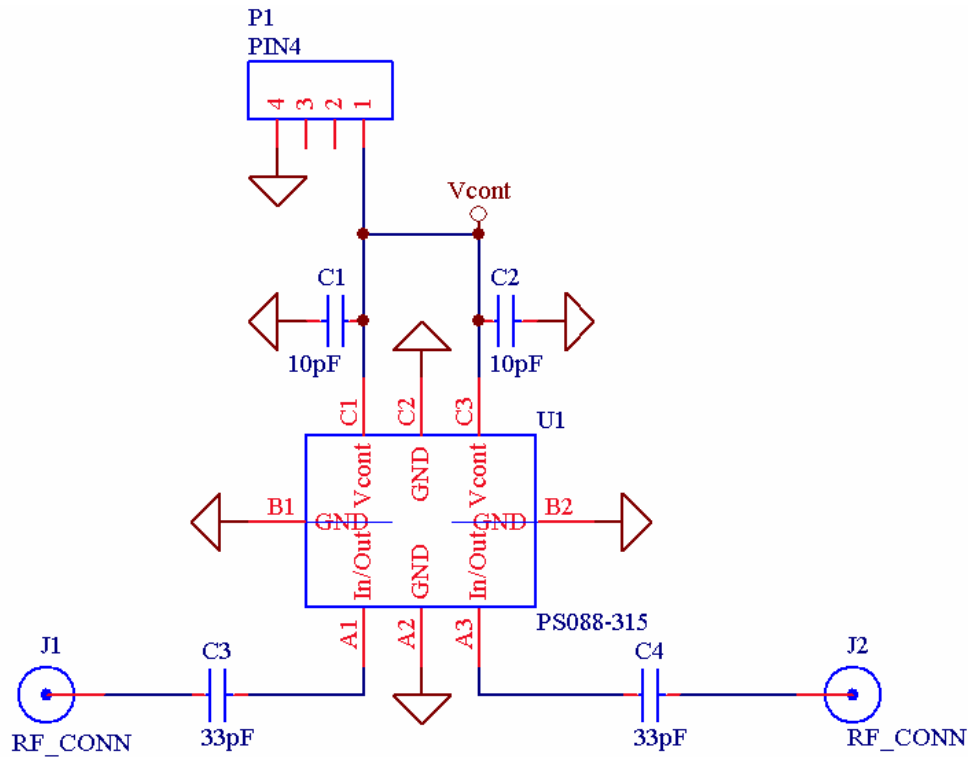 P1
PIN4
4 3 2 1
Vcont
C1 C2
10pF 10pF
C1 C2 C3
U1
Vcont GND Vcont
B1 GND GND B2
In/Out GND In/Out
PS088-315
A1 A2 A3
J1 C3 C4 J2
33pF 33pF
RF_CONN RF_CONN